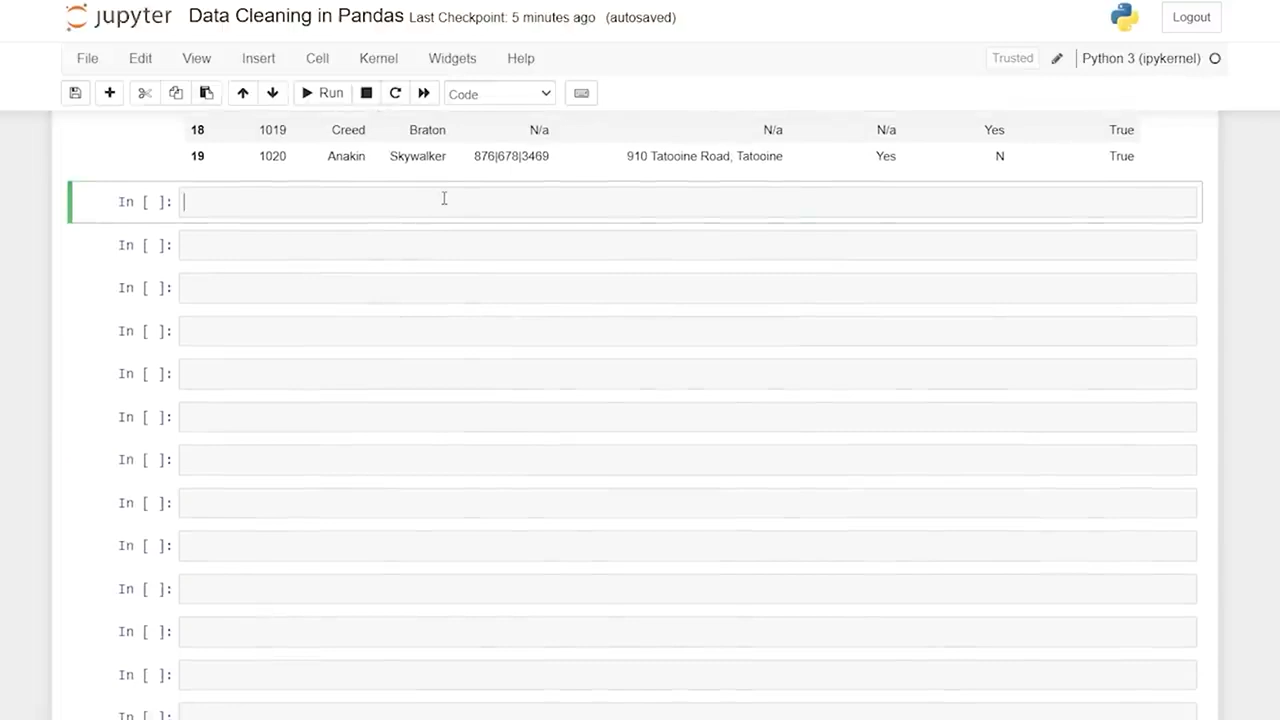 jupyter Data Cleaning in Pandas Last Checkpoint: 5 minutes ago (autosaved) Logout
File Edit View Insert Cell Kernel Widgets Help Trusted Python 3 (ipykernel)
Run Code
18 1019 Creed Braton N/a N/a N/a Yes True
19 1020 Anakin Skywalker 876|678|3469 910 Tatooine Road, Tatooine Yes N True
In [ ]:
In [ ]:
In [ ]:
In [ ]:
In [ ]:
In [ ]:
In [ ]:
In [ ]:
In [ ]:
In [ ]:
In [ ]:
In [ ]:
In [ ]: